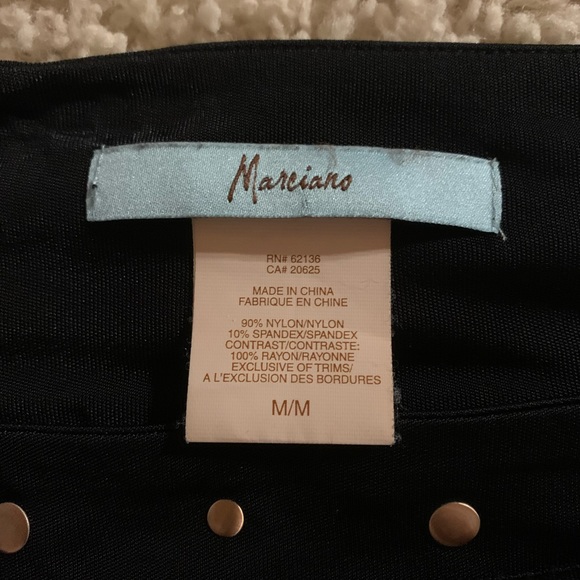 Marciano
RN# 62136
CA# 20625
MADE IN CHINA
FABRIQUE EN CHINE
90% NYLON/NYLON
10% SPANDEX/SPANDEX
CONTRAST/CONTRASTE:
100% RAYON/RAYONNE
EXCLUSIVE OF TRIMS/
A L'EXCLUSION DES BORDURES
M/M